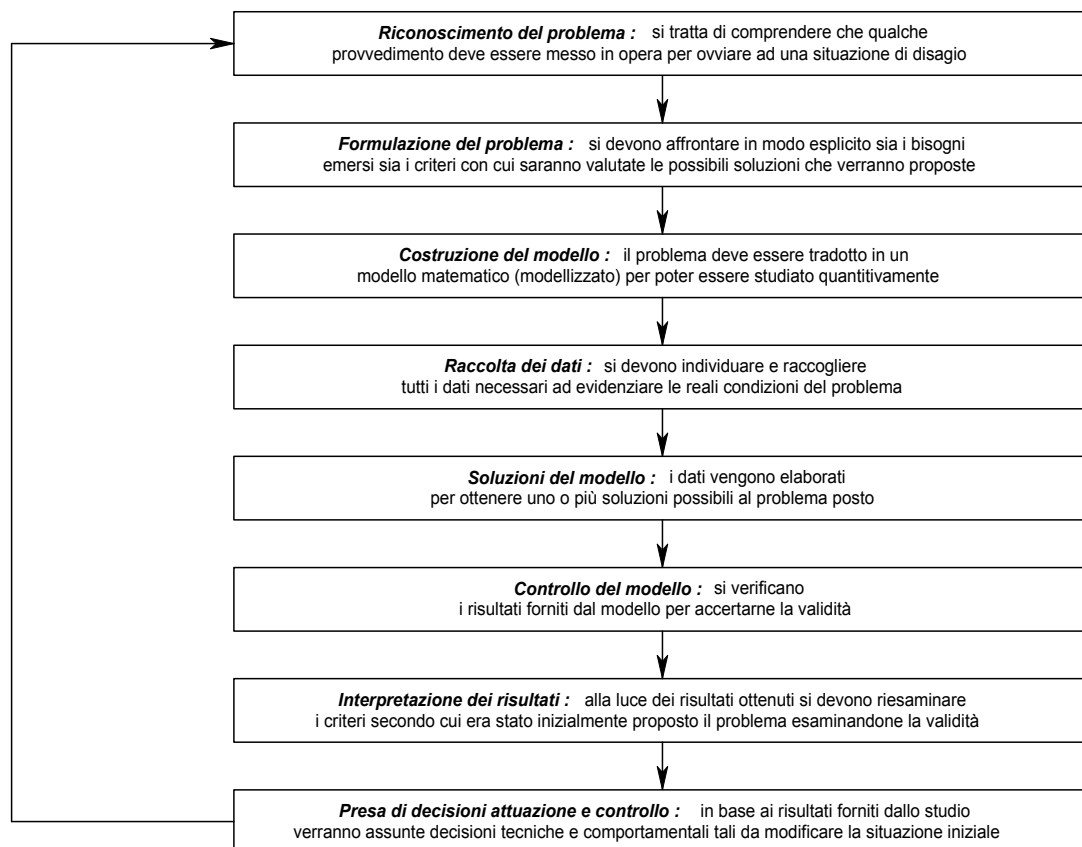 Riconoscimento del problema : si tratta di comprendere che qualche
provvedimento deve essere messo in opera per ovviare ad una situazione di disagio
Formulazione del problema : si devono affrontare in modo esplicito sia i bisogni
emersi sia i criteri con cui saranno valutate le possibili soluzioni che verranno proposte
Costruzione del modello : il problema deve essere tradotto in un
modello matematico (modellizzato) per poter essere studiato quantitivamente
Raccolta dei dati : si devono individuare e raccogliere
tutti i dati necessari ad evidenziare le reali condizioni del problema
Soluzioni del modello : i dati vengono elaborati
per ottenere uno o più soluzioni possibili al problema posto
Controllo del modello : si verificano
i risultati forniti dal modello per accertarne la validità
Interpretazione dei risultati : alla luce dei risultati ottenuti si devono riesaminare
i criteri secondo cui era stato inizialmente proposto il problema esaminandone la validità
Presa di decisioni attuazione e controllo : in base ai risultati forniti dallo studio
verranno assunte decisioni tecniche e comportamentali tali da modificare la situazione iniziale